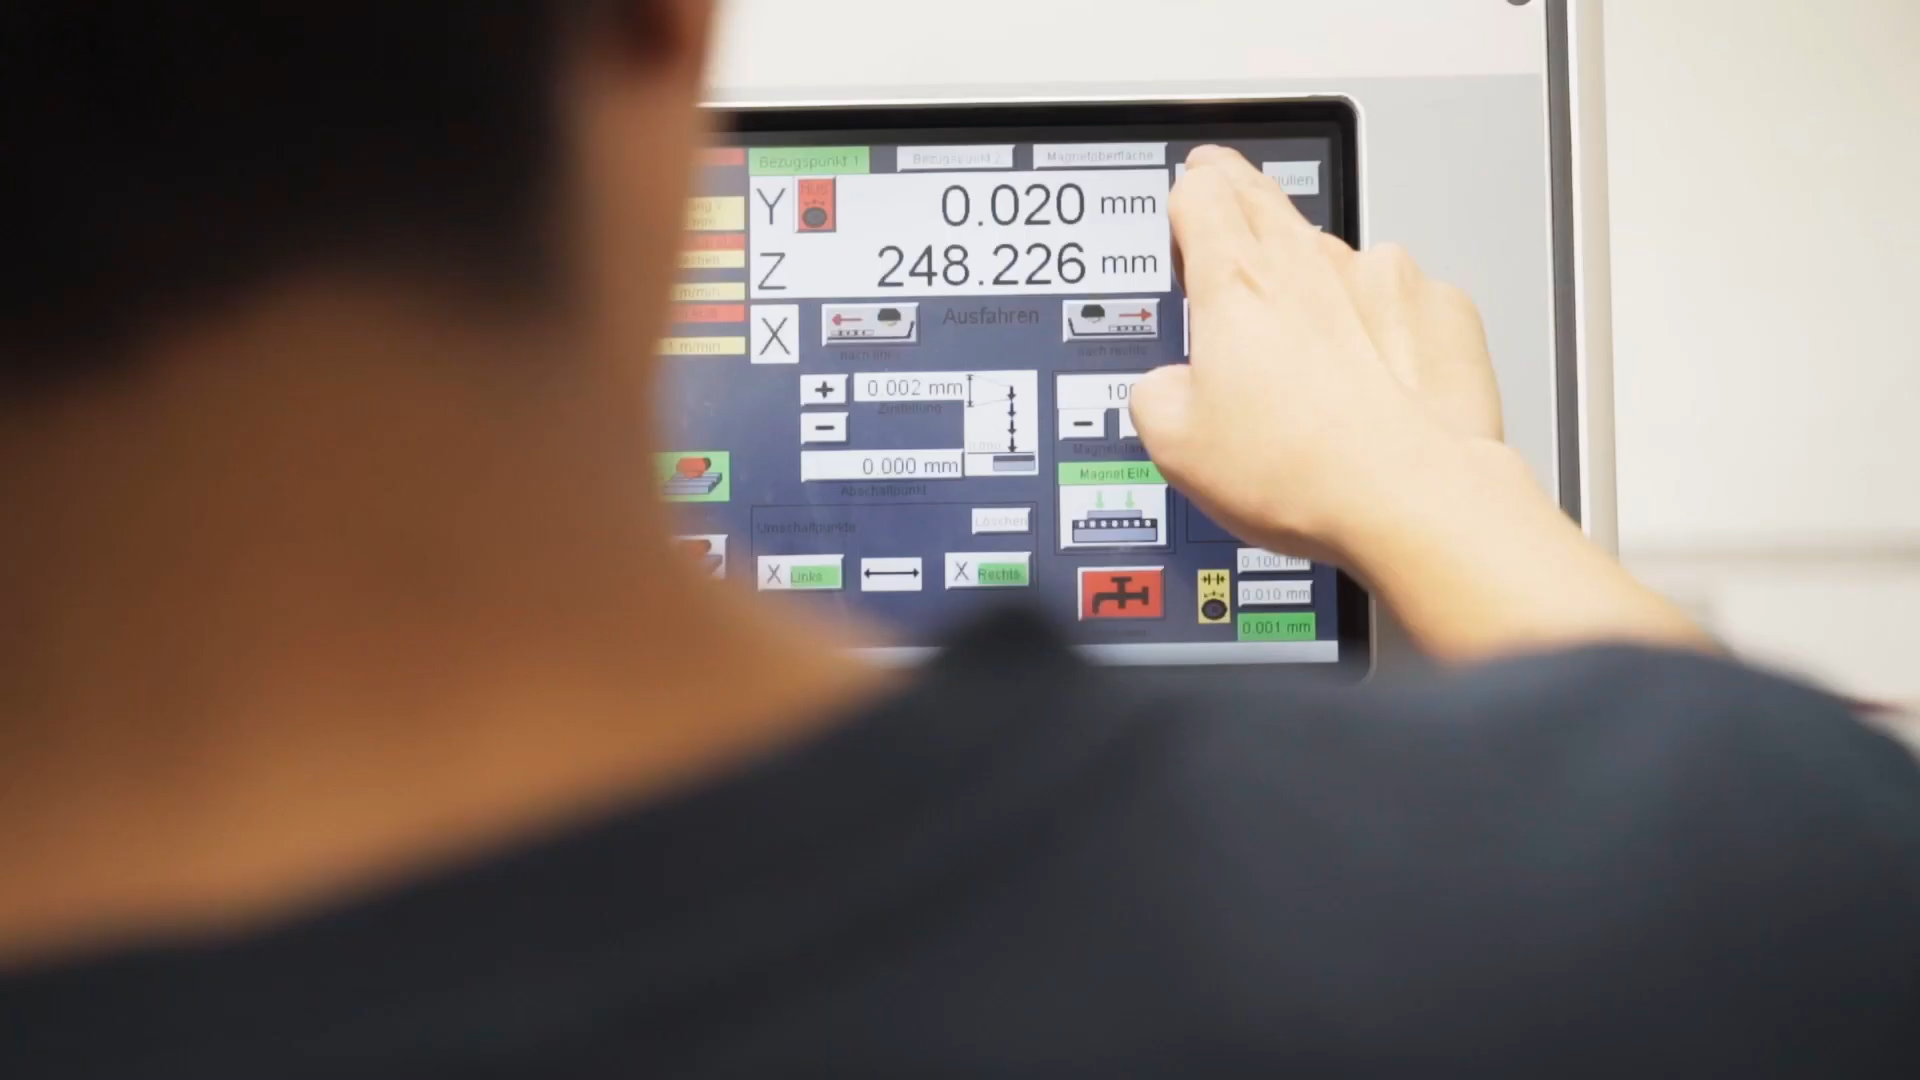 Bezugspunkt 1
Bezugspunkt 2
Magnetoberfläche
Y
0.020 mm
Z
248.226 mm
X
Ausfahren
nach links
nach rechts
m/min
1 m/min
+
0.002 mm
Zustellung
-
0.000 mm
Abschaltpunkt
100
-
Magnet EIN
Umschaltpunkte
Löschen
X Links
X Rechts
0.100 mm
0.010 mm
0.001 mm